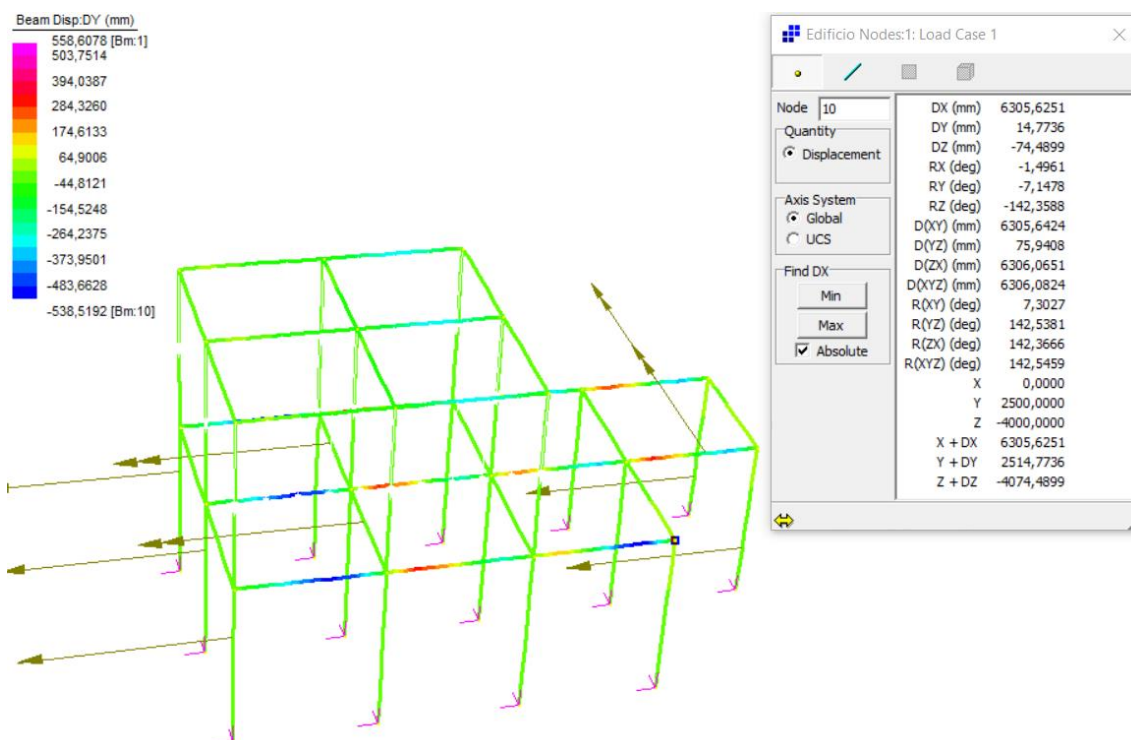 Beam Disp:DY (mm)
558,6078 [Bm:1]
503,7514
394,0387
284,3260
174,6133
64,9006
-44,8121
-154,5248
-264,2375
-373,9501
-483,6628
-538,5192 [Bm:10]
Edificio Nodes:1: Load Case 1
Node 10
Quantity
Displacement
Axis System
Global
UCS
Find DX
Min
Max
Absolute
DX (mm) 6305,6251
DY (mm) 14,7736
DZ (mm) -74,4899
RX (deg) -1,4961
RY (deg) -7,1478
RZ (deg) -142,3588
D(XY) (mm) 6305,6424
D(YZ) (mm) 75,9408
D(ZX) (mm) 6306,0651
D(XYZ) (mm) 6306,0824
R(XY) (deg) 7,3027
R(YZ) (deg) 142,5381
R(ZX) (deg) 142,3666
R(XYZ) (deg) 142,5459
X 0,0000
Y 2500,0000
Z -4000,0000
X + DX 6305,6251
Y + DY 2514,7736
Z + DZ -4074,4899